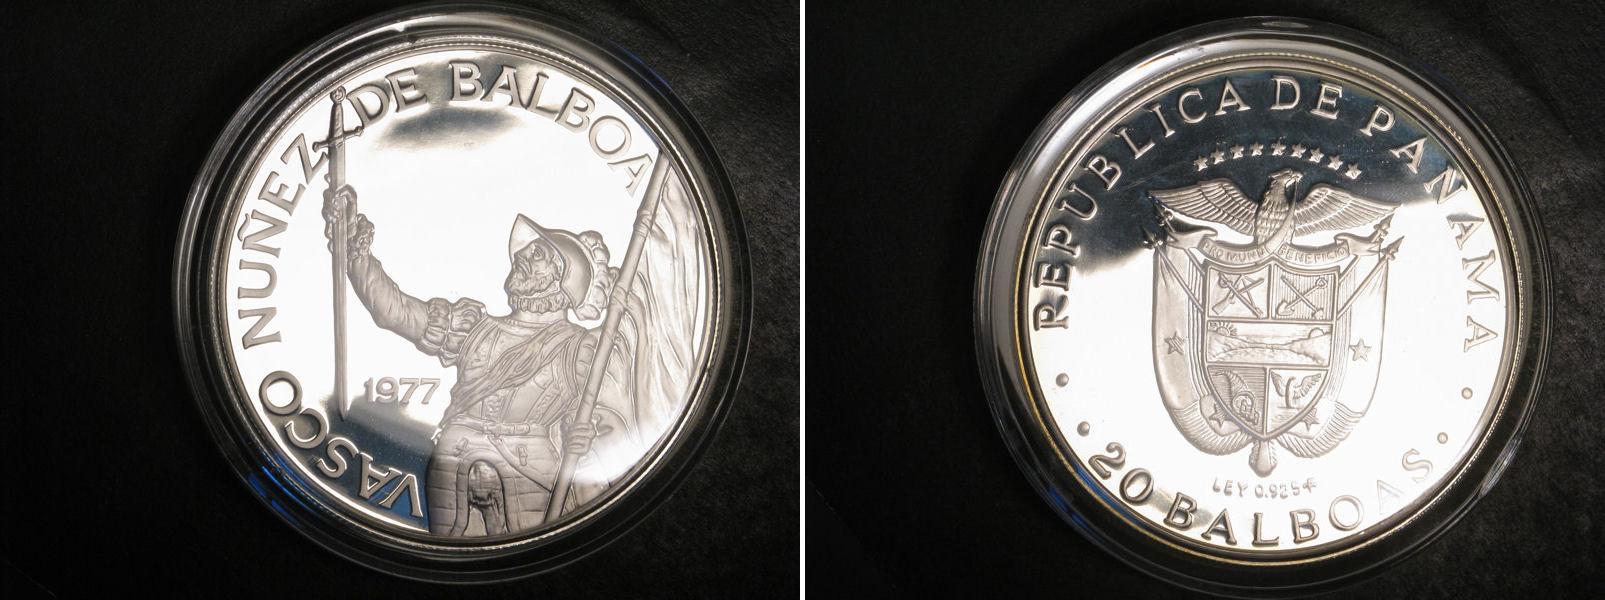 VASCO NUÑEZ DE BALBOA
1977
REPUBLICA DE PANAMA
PRO MUNDI BENEFICIO
LEY 0.925
20 BALBOAS